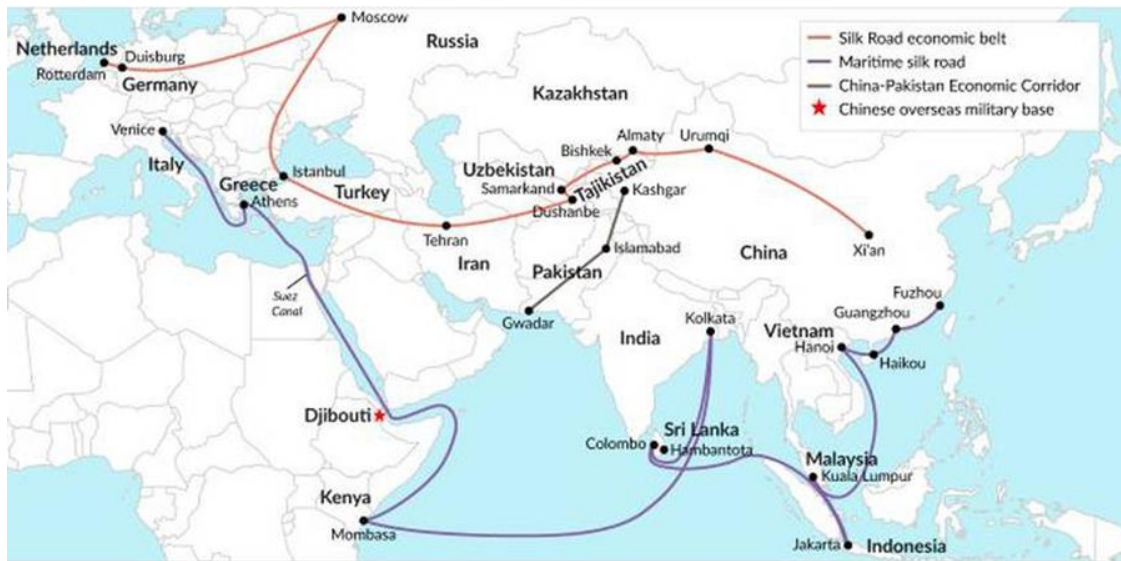 Moscow
Netherlands
Duisburg
Rotterdam
Germany
Russia
Silk Road economic belt
Maritime silk road
China-Pakistan Economic Corridor
Chinese overseas military base
Kazakhstan
Venice
Italy
Almaty
Urumqi
Bishkek
Istanbul
Uzbekistan
Tajikistan
Greece
Athens
Turkey
Samarkand
Kashgar
Dushanbe
Tehran
Islamabad
Xi'an
Iran
China
Pakistan
Suez
Canal
Fuzhou
Gwadar
Kolkata
Guangzhou
India
Vietnam
Hanoi
Haikou
Djibouti
Sri Lanka
Colombo
Hambantota
Malaysia
Kuala Lumpur
Kenya
Mombasa
Jakarta
Indonesia